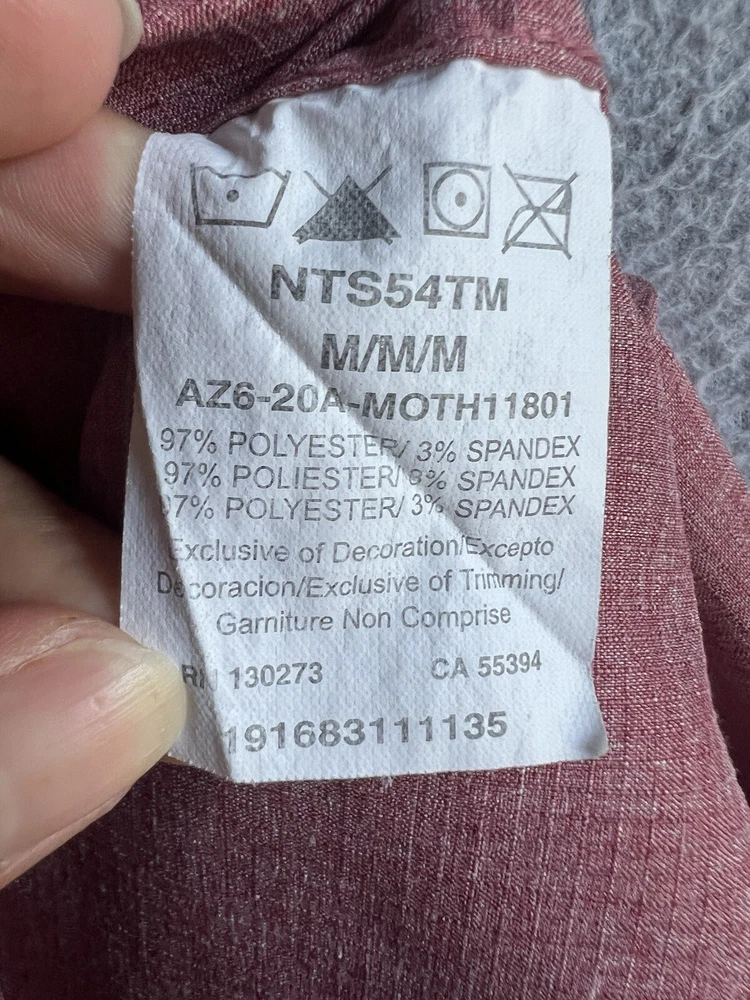 NTS54TM
M/M/M
AZ6-20A-MOTH11801
97% POLYESTER/ 3% SPANDEX
97% POLIESTER/ 3% SPANDEX
97% POLYESTER/ 3% SPANDEX
Exclusive of Decoration/Excepto
Decoracion/Exclusive of Trimming/
Garniture Non Comprise
RN 130273 CA 55394
191683111135